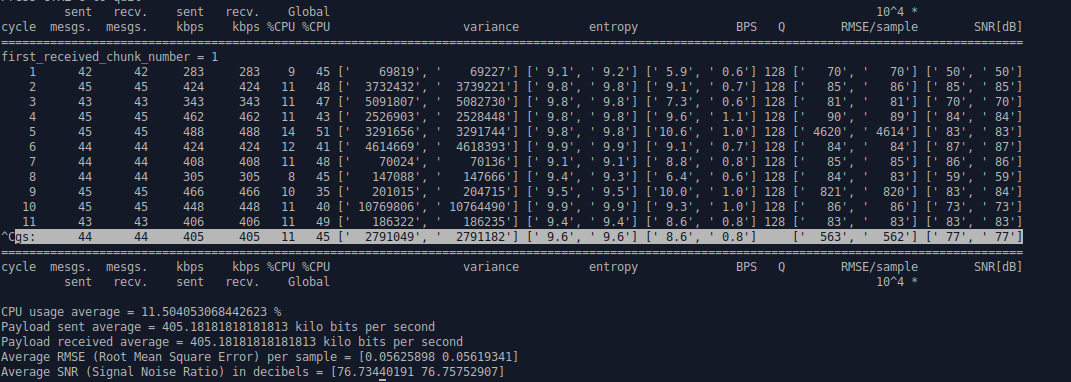 sent recv. sent recv. Global 10^4 *
cycle mesgs. mesgs. kbps kbps %CPU %CPU variance entropy BPS Q RMSE/sample SNR[dB]
================================================================================
first_received_chunk_number = 1
1 42 42 283 283 9 45 [' 69819', ' 69227'] [' 9.1', ' 9.2'] [' 5.9', ' 0.6'] 128 [' 70', ' 70'] [' 50', ' 50']
2 45 45 424 424 11 48 [' 3732432', ' 3739221'] [' 9.8', ' 9.8'] [' 9.1', ' 0.7'] 128 [' 85', ' 86'] [' 85', ' 85']
3 43 43 343 343 11 47 [' 5091807', ' 5082730'] [' 9.8', ' 9.8'] [' 7.3', ' 0.6'] 128 [' 81', ' 81'] [' 70', ' 70']
4 44 44 462 462 11 43 [' 2526903', ' 2528448'] [' 9.8', ' 9.8'] [' 9.6', ' 1.1'] 128 [' 90', ' 89'] [' 84', ' 84']
5 45 45 488 488 14 51 [' 3291656', ' 3291744'] [' 9.8', ' 9.8'] ['10.6', ' 1.0'] 128 [' 4620', ' 4614'] [' 83', ' 83']
6 44 44 424 424 12 41 [' 4614669', ' 4618393'] [' 9.9', ' 9.9'] [' 9.1', ' 0.7'] 128 [' 84', ' 84'] [' 87', ' 87']
7 44 44 408 408 11 48 [' 70024', ' 70136'] [' 9.1', ' 9.1'] [' 8.8', ' 0.8'] 128 [' 85', ' 85'] [' 86', ' 86']
8 44 44 305 305 8 45 [' 147088', ' 147666'] [' 9.4', ' 9.3'] [' 6.4', ' 0.6'] 128 [' 84', ' 83'] [' 59', ' 59']
9 45 45 466 466 10 35 [' 201015', ' 204715'] [' 9.5', ' 9.5'] ['10.0', ' 1.0'] 128 [' 821', ' 820'] [' 83', ' 84']
10 45 45 448 448 11 40 [' 10769806', ' 10764490'] [' 9.9', ' 9.9'] [' 9.3', ' 1.0'] 128 [' 86', ' 86'] [' 73', ' 73']
11 43 43 406 406 11 49 [' 186322', ' 186235'] [' 9.4', ' 9.4'] [' 8.6', ' 0.8'] 128 [' 83', ' 83'] [' 83', ' 83']
^Cgs: 44 44 405 405 11 45 [' 2791049', ' 2791182'] [' 9.6', ' 9.6'] [' 8.6', ' 0.8'] [' 563', ' 562'] [' 77', ' 77']
================================================================================
cycle mesgs. mesgs. kbps kbps %CPU %CPU variance entropy BPS Q RMSE/sample SNR[dB]
sent recv. sent recv. Global 10^4 *
CPU usage average = 11.504053068442623 %
Payload sent average = 405.18181818181813 kilo bits per second
Payload received average = 405.18181818181813 kilo bits per second
Average RMSE (Root Mean Square Error) per sample = [0.05625898 0.05619341]
Average SNR (Signal Noise Ratio) in decibels = [76.73440191 76.75752907]